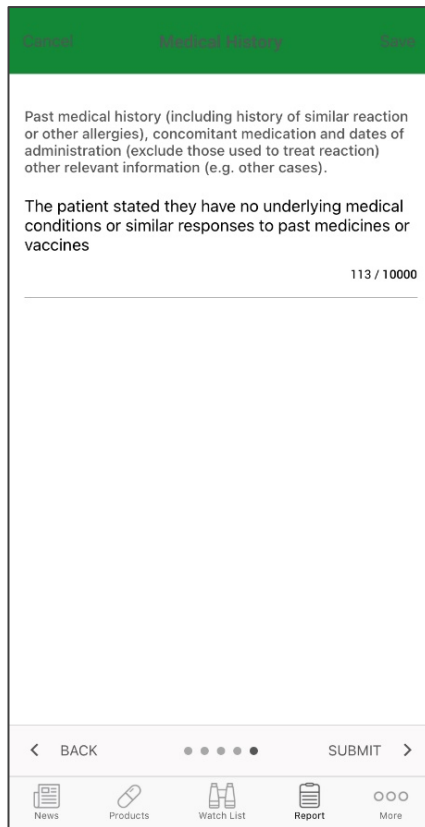 Cancel Medical History Save
Past medical history (including history of similar reaction
or other allergies), concomitant medication and dates of
administration (exclude those used to treat reaction)
other relevant information (e.g. other cases).
The patient stated they have no underlying medical
conditions or similar responses to past medicines or
vaccines
113 / 10000
BACK SUBMIT
News Products Watch List Report More